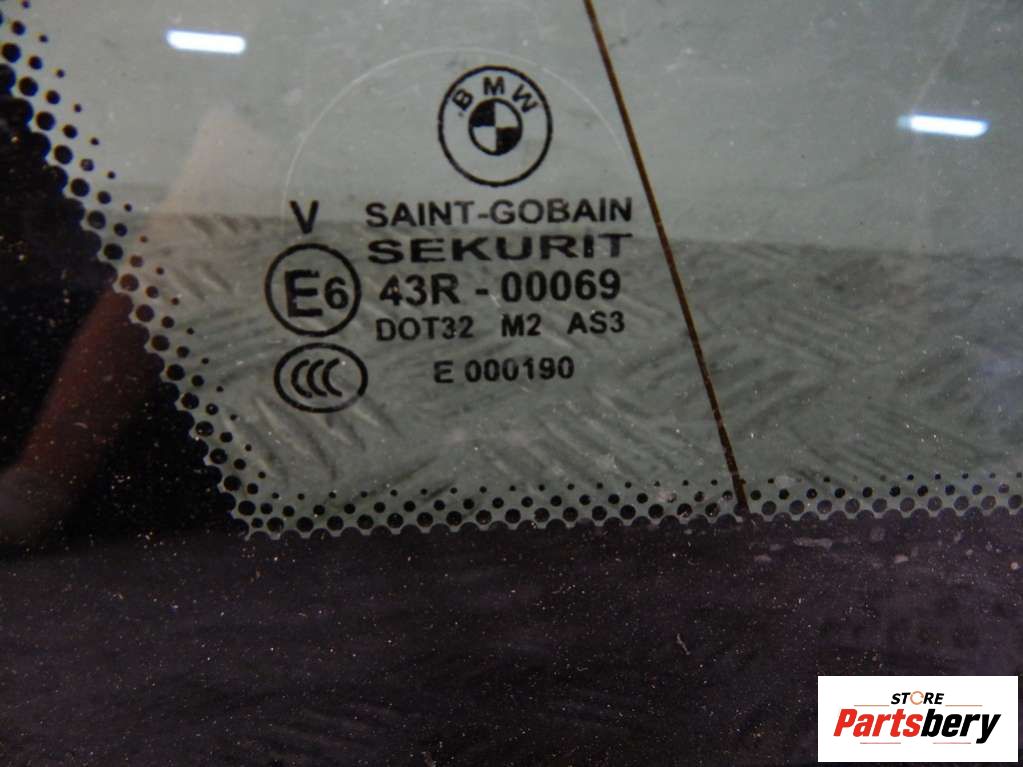 BMW
V SAINT-GOBAIN
SEKURIT
E6 43R - 00069
DOT32 M2 AS3
CCC E 000190
STORE
Partsbery